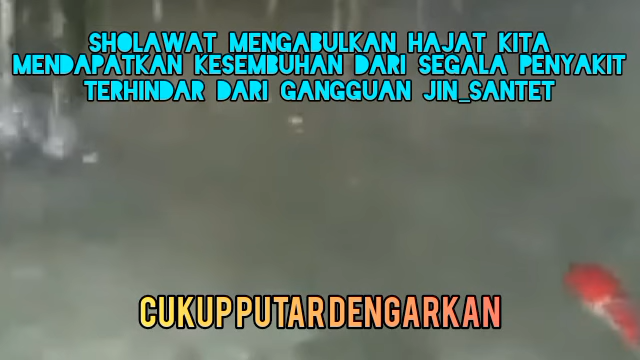 SHOLAWAT MENGABULKAN HAJAT KITA
MENDAPATKAN KESEMBUHAN DARI SEGALA PENYAKIT
TERHINDAR DARI GANGGUAN JIN_SANTET
CUKUP PUTAR DENGARKAN